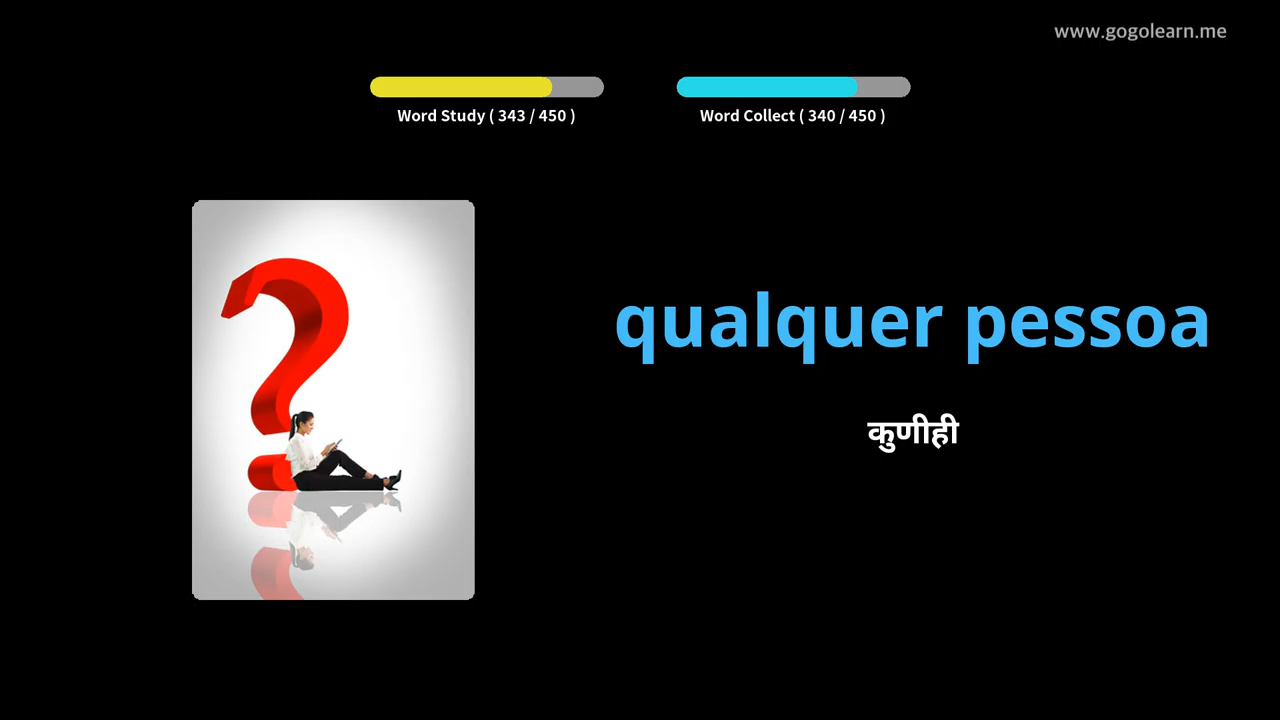 www.gogolearn.me
Word Study ( 343 / 450 )
Word Collect ( 340 / 450 )
qualquer pessoa
कुणीही